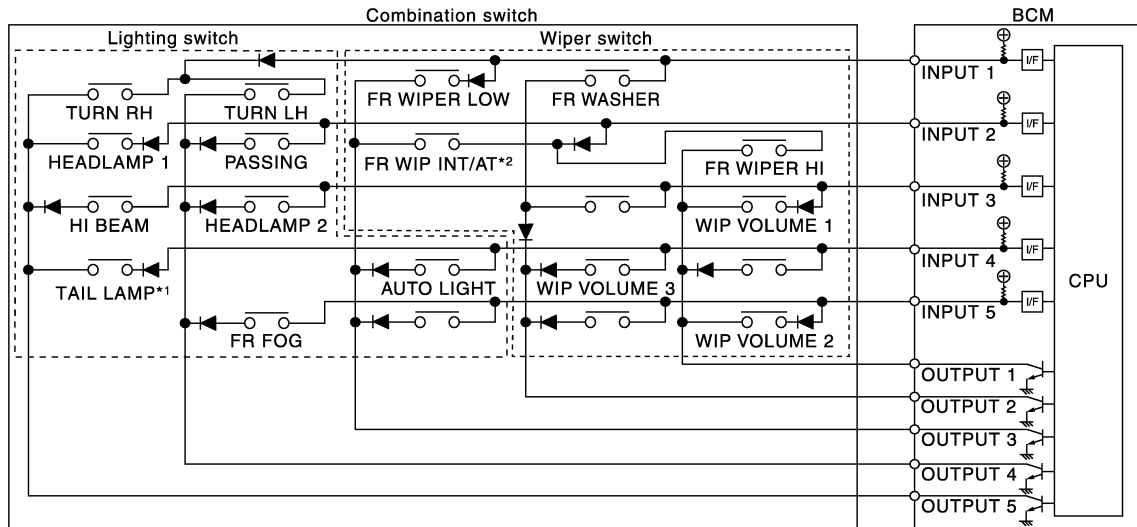 Combination switch
BCM
Lighting switch
Wiper switch
INPUT 1
I/F
TURN RH
TURN LH
FR WIPER LOW
FR WASHER
INPUT 2
I/F
HEADLAMP 1
PASSING
FR WIP INT/AT*2
FR WIPER HI
INPUT 3
I/F
HI BEAM
HEADLAMP 2
WIP VOLUME 1
INPUT 4
I/F
CPU
TAIL LAMP*1
AUTO LIGHT
WIP VOLUME 3
INPUT 5
I/F
FR FOG
WIP VOLUME 2
OUTPUT 1
OUTPUT 2
OUTPUT 3
OUTPUT 4
OUTPUT 5